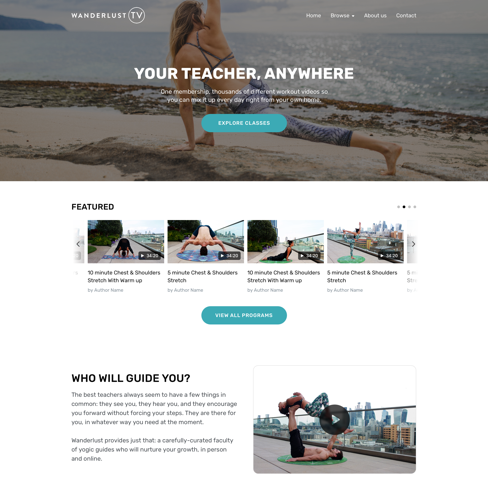 WANDERLUST TV
Home Browse About us Contact
YOUR TEACHER, ANYWHERE
One membership, thousands of different workout videos so
you can mix it up every day right from your own home.
EXPLORE CLASSES
FEATURED
34:20 34:20 34:20 34:20
10 minute Chest & Shoulders
Stretch With Warm up
by Author Name
5 minute Chest & Shoulders
Stretch
by Author Name
10 minute Chest & Shoulders
Stretch With Warm up
by Author Name
5 minute Chest & Shoulders
Stretch
by Author Name
VIEW ALL PROGRAMS
WHO WILL GUIDE YOU?
The best teachers always seem to have a few things in
common: they see you, they hear you, and they encourage
you forward without forcing your steps. They are there for
you, in whatever way you need at the moment.
Wanderlust provides just that: a carefully-curated faculty
of yogic guides who will nurture your growth, in person
and online.